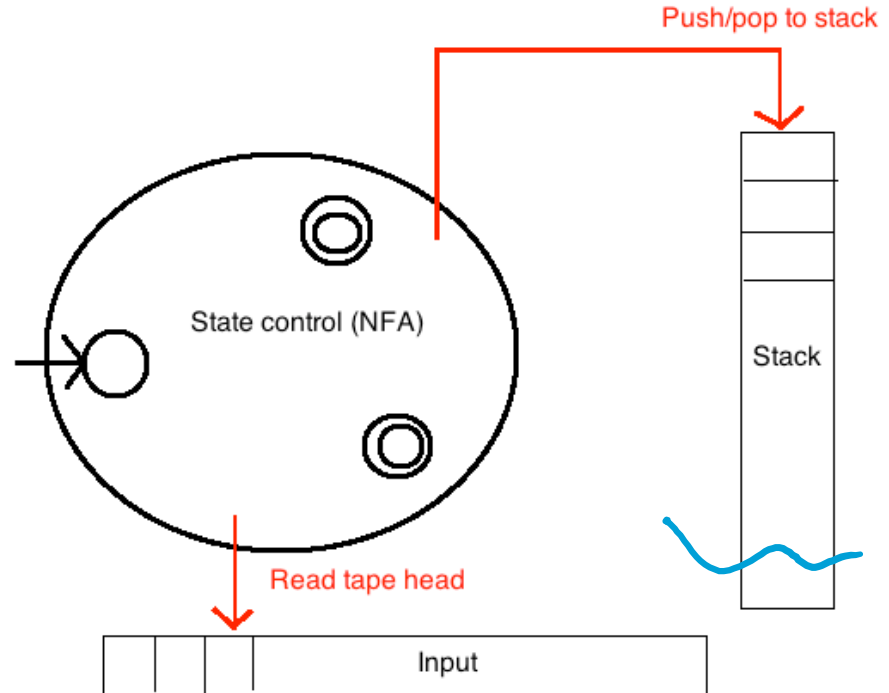 Push/pop to stack
State control (NFA)
Stack
Read tape head
Input